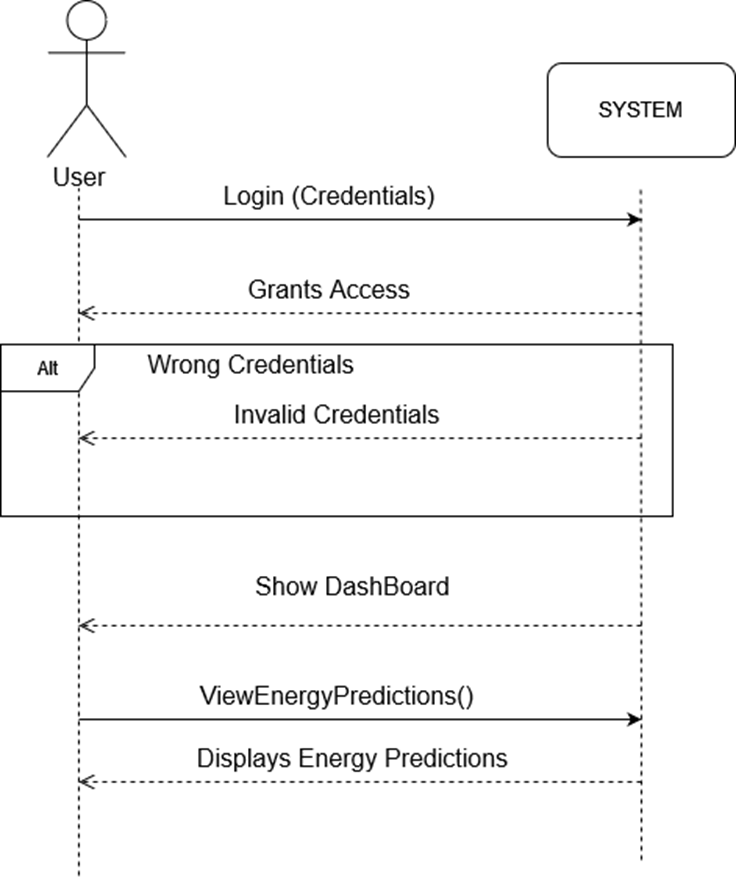 SYSTEM
User
Login (Credentials)
Grants Access
Alt
Wrong Credentials
Invalid Credentials
Show DashBoard
ViewEnergyPredictions()
Displays Energy Predictions